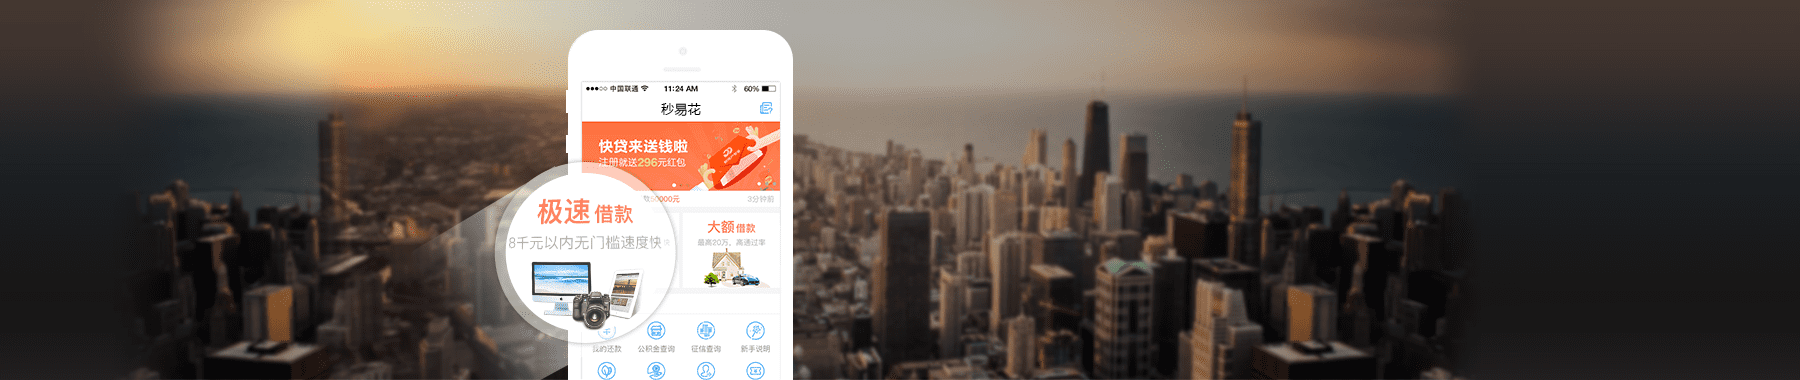 中国联通 11:24 AM 60%
秒易花
快贷来送钱啦
注册就送296元红包
50000元 3分钟前
极速 借款
8千元以内无门槛速度快
大额 借款
最高20万，高通过率
我的还款 公积金查询 征信查询 新手说明